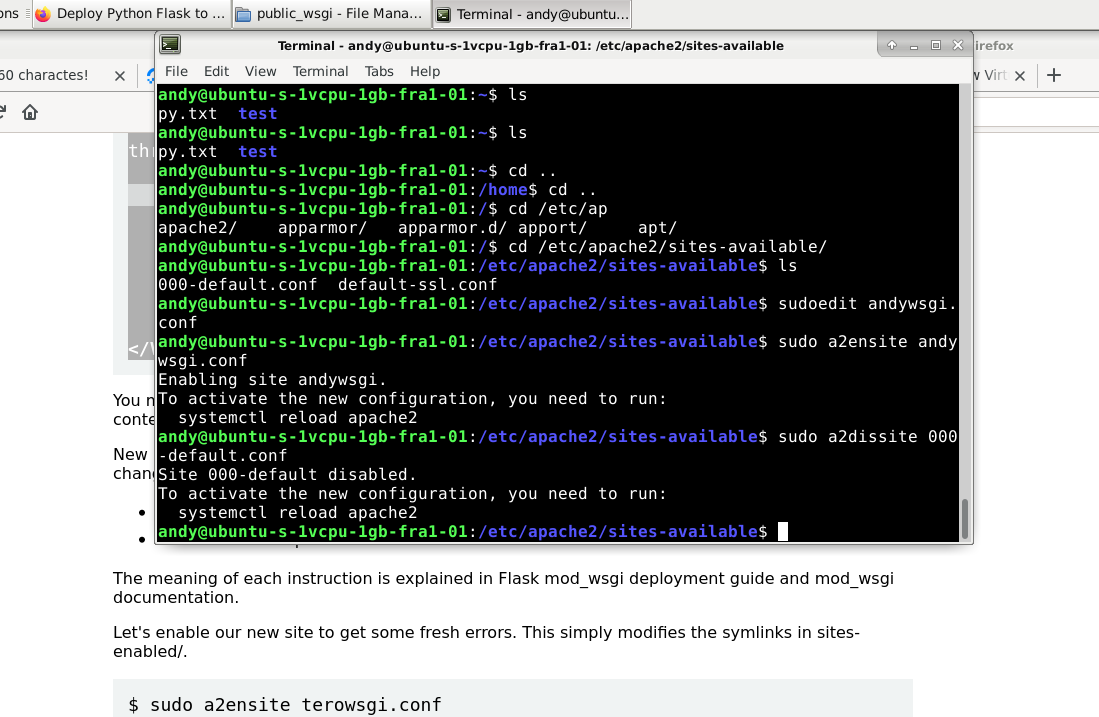 ons Deploy Python Flask to ... public_wsgi - File Mana... Terminal - andy@ubuntu...
Terminal - andy@ubuntu-s-1vcpu-1gb-fra1-01: /etc/apache2/sites-available
irefox
File Edit View Terminal Tabs Help
60 charactes!
w Virt
andy@ubuntu-s-1vcpu-1gb-fra1-01:~$ ls
py.txt  test
andy@ubuntu-s-1vcpu-1gb-fra1-01:~$ ls
py.txt  test
andy@ubuntu-s-1vcpu-1gb-fra1-01:~$ cd ..
andy@ubuntu-s-1vcpu-1gb-fra1-01:/home$ cd ..
andy@ubuntu-s-1vcpu-1gb-fra1-01:/$ cd /etc/ap
apache2/    apparmor/   apparmor.d/ apport/     apt/
andy@ubuntu-s-1vcpu-1gb-fra1-01:/$ cd /etc/apache2/sites-available/
andy@ubuntu-s-1vcpu-1gb-fra1-01:/etc/apache2/sites-available$ ls
000-default.conf  default-ssl.conf
andy@ubuntu-s-1vcpu-1gb-fra1-01:/etc/apache2/sites-available$ sudoedit andywsgi.
conf
andy@ubuntu-s-1vcpu-1gb-fra1-01:/etc/apache2/sites-available$ sudo a2ensite andy
wsgi.conf
Enabling site andywsgi.
To activate the new configuration, you need to run:
  systemctl reload apache2
andy@ubuntu-s-1vcpu-1gb-fra1-01:/etc/apache2/sites-available$ sudo a2dissite 000
-default.conf
Site 000-default disabled.
To activate the new configuration, you need to run:
  systemctl reload apache2
andy@ubuntu-s-1vcpu-1gb-fra1-01:/etc/apache2/sites-available$
thr
</V
You n
conte
New
chang
The meaning of each instruction is explained in Flask mod_wsgi deployment guide and mod_wsgi
documentation.
Let's enable our new site to get some fresh errors. This simply modifies the symlinks in sites-
enabled/.
$ sudo a2ensite terowsgi.conf